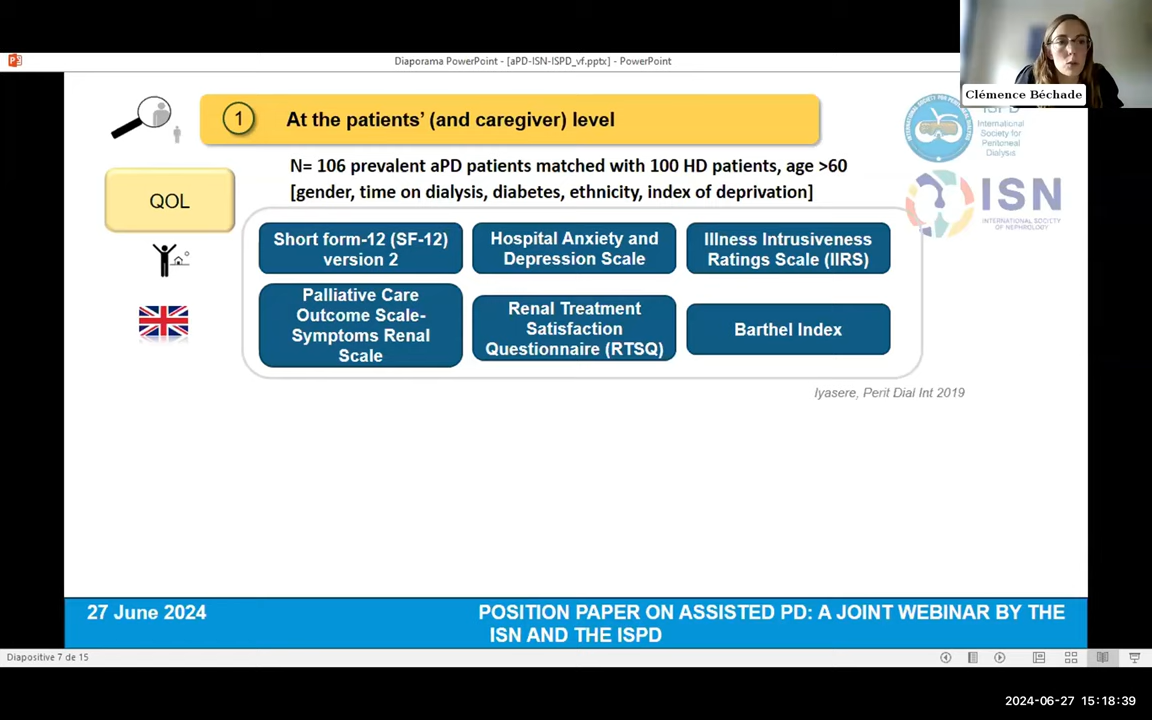 Diaporama PowerPoint - [aPD-ISN-ISPD_vf.pptx] - PowerPoint
Clémence Béchade
1
At the patients' (and caregiver) level
ISPD
International
Society for
Peritoneal
Dialysis
N= 106 prevalent aPD patients matched with 100 HD patients, age >60
[gender, time on dialysis, diabetes, ethnicity, index of deprivation]
QOL
ISN
INTERNATIONAL SOCIETY
OF NEPHROLOGY
Short form-12 (SF-12)
version 2
Hospital Anxiety and
Depression Scale
Illness Intrusiveness
Ratings Scale (IIRS)
Palliative Care
Outcome Scale-
Symptoms Renal
Scale
Renal Treatment
Satisfaction
Questionnaire (RTSQ)
Barthel Index
Iyasere, Perit Dial Int 2019
27 June 2024
POSITION PAPER ON ASSISTED PD: A JOINT WEBINAR BY THE
ISN AND THE ISPD
Diapositive 7 de 15
2024-06-27 15:18:39